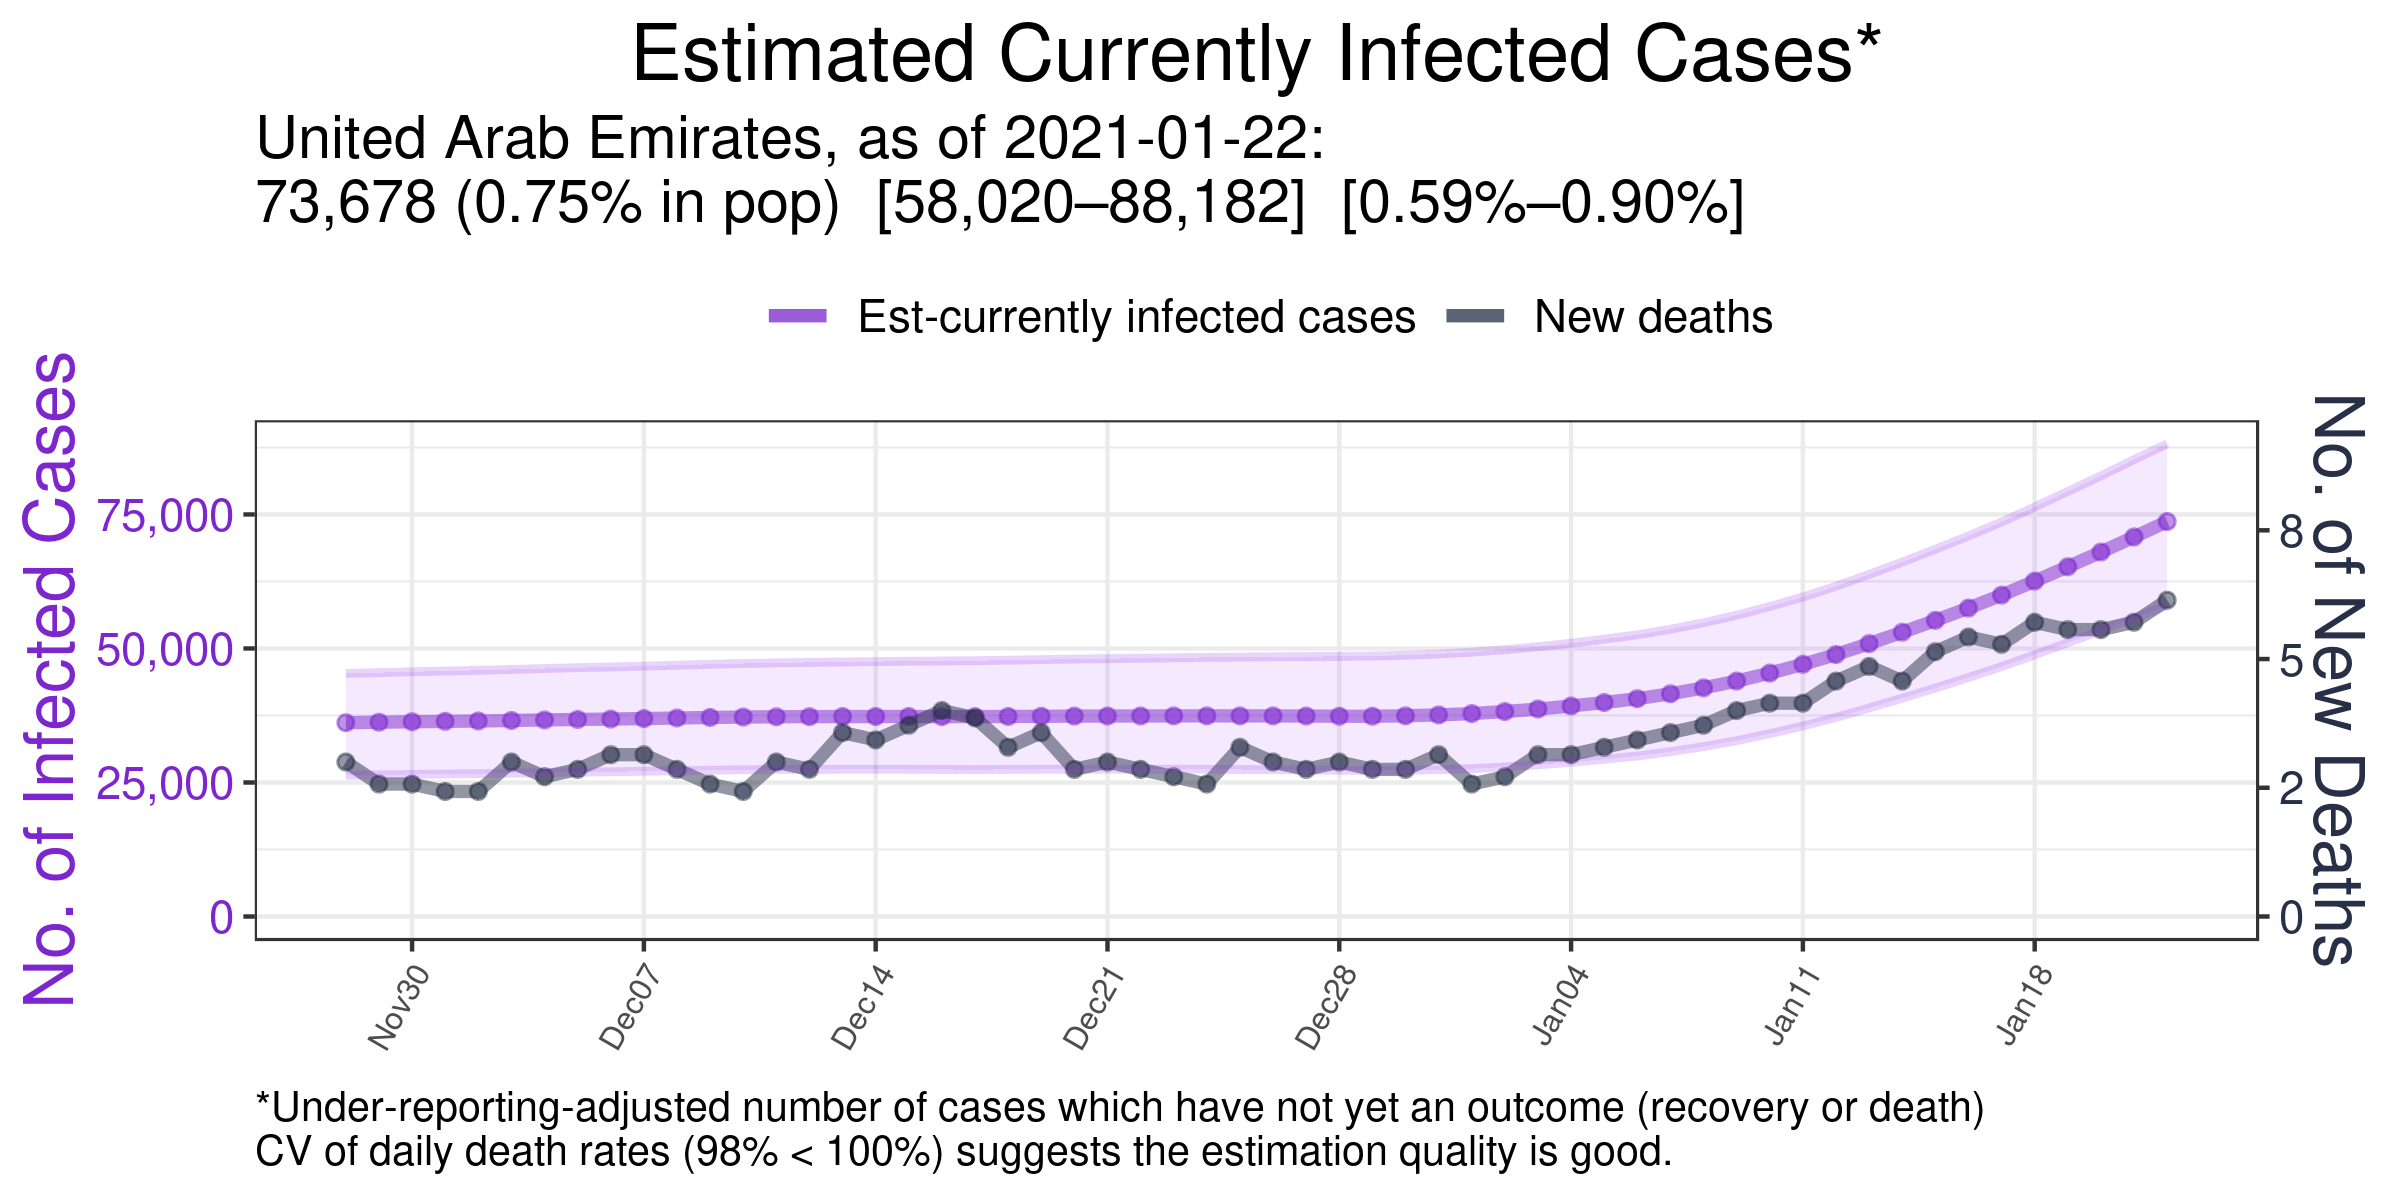 Estimated Currently Infected Cases*
United Arab Emirates, as of 2021-01-22:
73,678 (0.75% in pop)  [58,020–88,182]  [0.59%–0.90%]
Est-currently infected cases
New deaths
No. of Infected Cases
75,000
50,000
25,000
0
No. of New Deaths
8
5
2
0
Nov30
Dec07
Dec14
Dec21
Dec28
Jan04
Jan11
Jan18
*Under-reporting-adjusted number of cases which have not yet an outcome (recovery or death)
CV of daily death rates (98% < 100%) suggests the estimation quality is good.